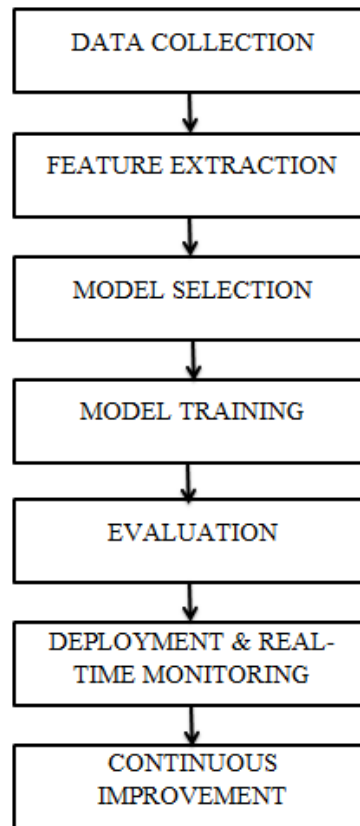 DATA COLLECTION
FEATURE EXTRACTION
MODEL SELECTION
MODEL TRAINING
EVALUATION
DEPLOYMENT & REAL-
TIME MONITORING
CONTINUOUS
IMPROVEMENT